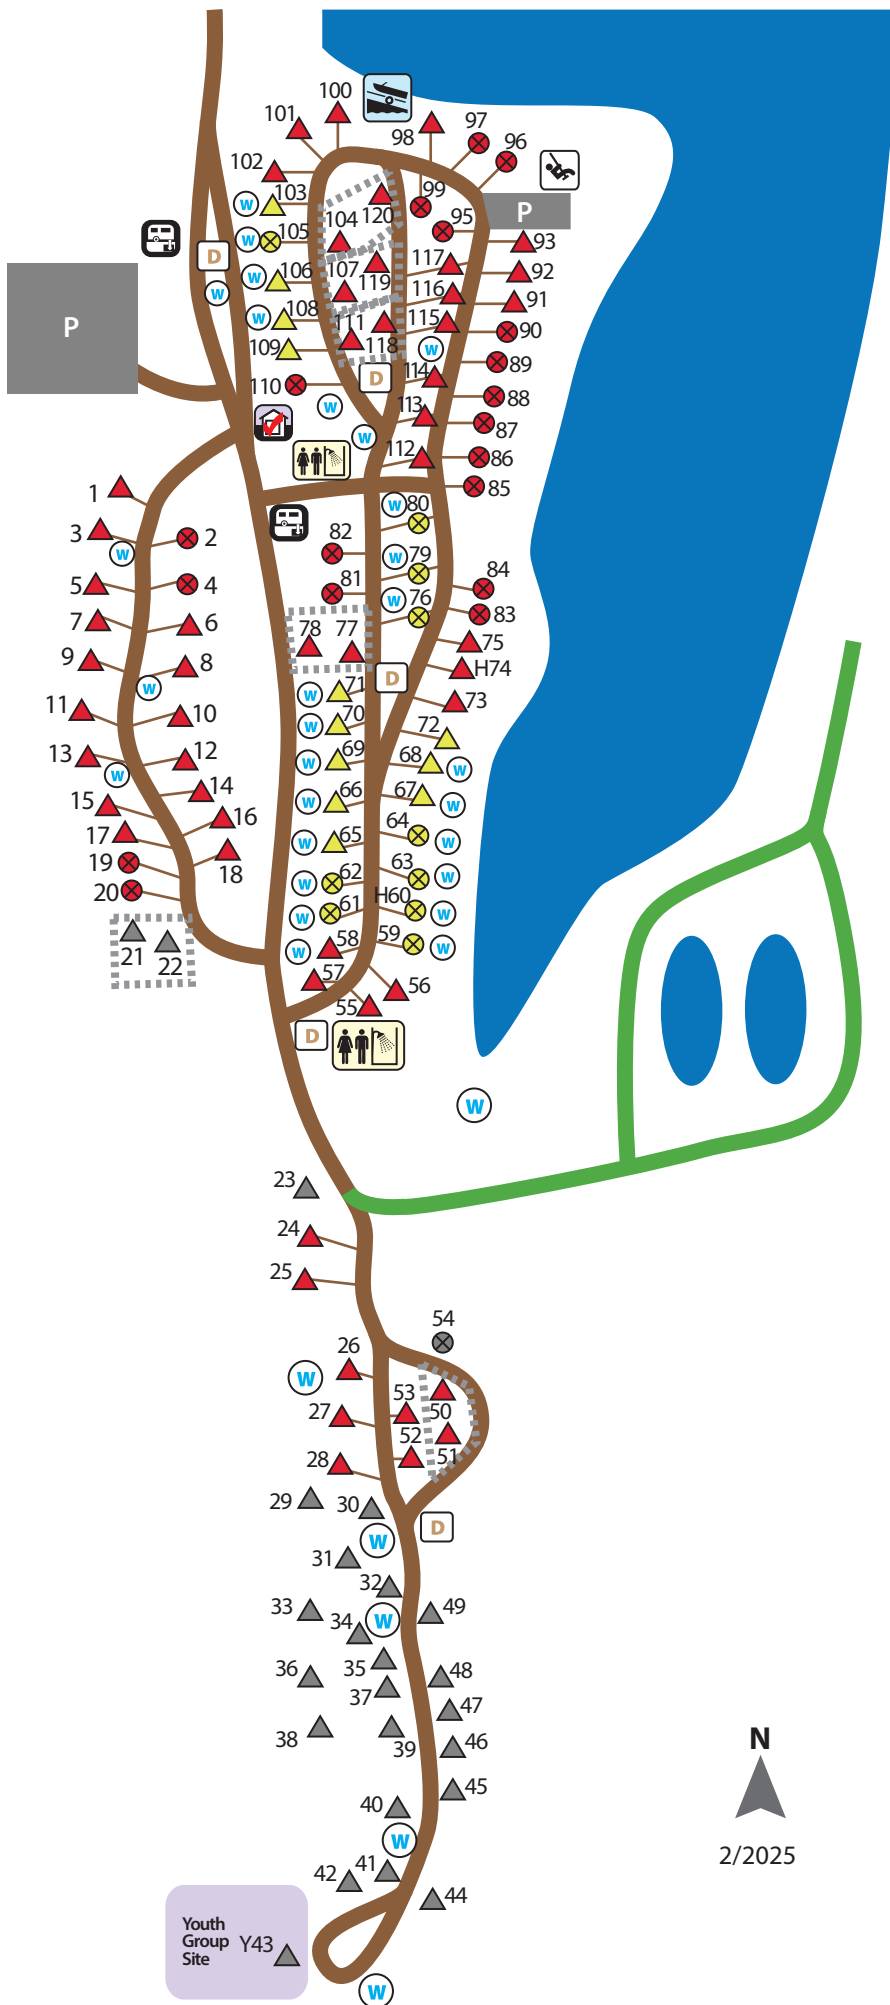 100
101
97
98
96
102
103
W
99
120
P
104
105
95
W
93
D
117
107
W
106
92
119
W
116
91
108
W
111
115
90
P
118
109
W
89
D
114
110
88
W
113
87
W
112
86
85
1
W
80
3
82
2
W
W
79
84
5
81
4
W
76
83
7
6
78
77
75
9
8
H74
D
W
W
71
73
11
10
W
70
72
13
12
W
69
68
W
W
14
W
66
67
W
15
16
17
W
65
64
W
18
19
W
62
63
W
20
H60
W
61
W
21
22
W
58
59
W
57
56
55
D
W
23
24
25
54
26
W
53
50
27
52
51
28
29
30
D
W
31
32
33
34
W
49
35
36
48
37
47
38
39
46
N
45
40
2/2025
W
42
41
44
Youth
Group
Site
Y43
W